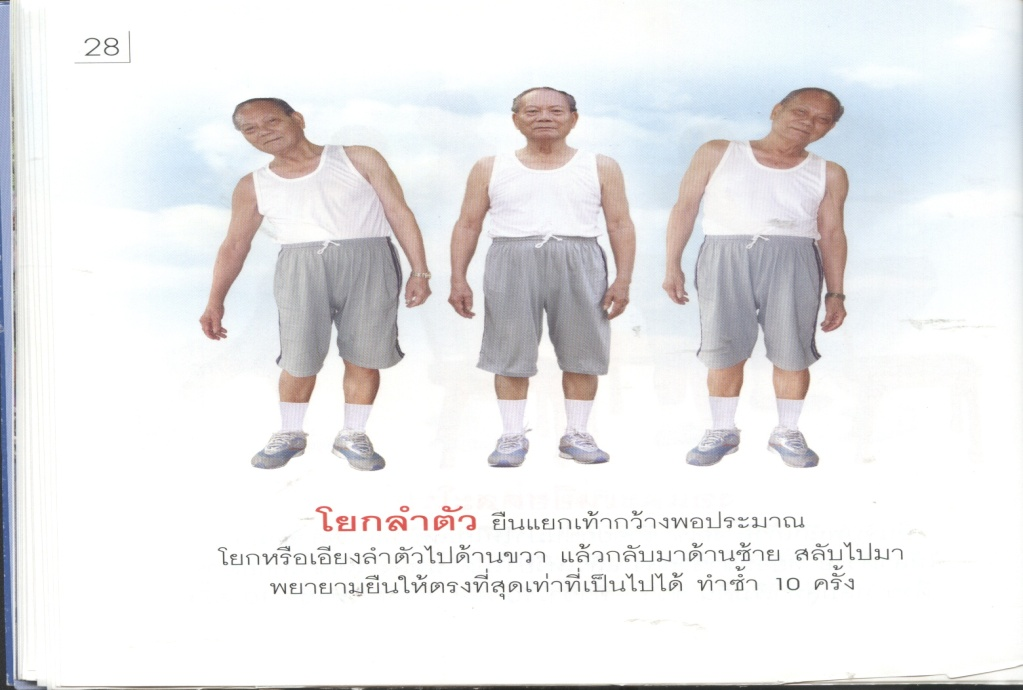 28
โยกลำตัว ยืนแยกเท้ากว้างพอประมาณ
โยกหรือเอียงลำตัวไปด้านขวา แล้วกลับมาด้านซ้าย สลับไปมา
พยายามยืนให้ตรงที่สุดเท่าที่เป็นไปได้ ทำซ้ำ 10 ครั้ง